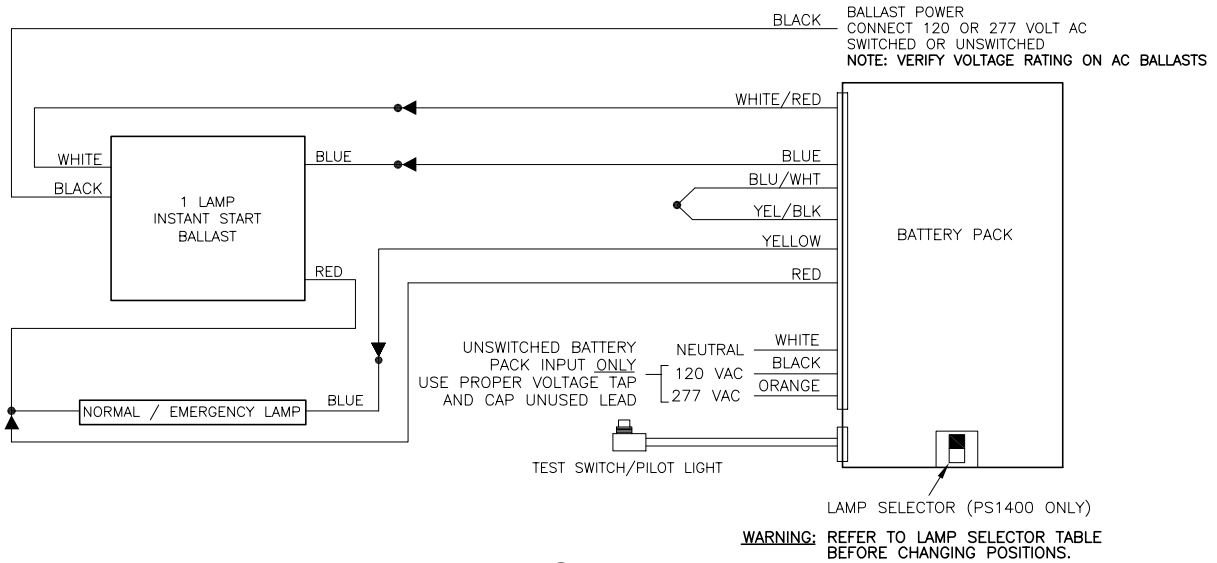 BLACK
BALLAST POWER
CONNECT 120 OR 277 VOLT AC
SWITCHED OR UNSWITCHED
NOTE: VERIFY VOLTAGE RATING ON AC BALLASTS
WHITE/RED
WHITE
BLACK
1 LAMP
INSTANT START
BALLAST
BLUE
RED
BLUE
BLU/WHT
YEL/BLK
YELLOW
RED
BATTERY PACK
UNSWITCHED BATTERY
PACK INPUT ONLY
USE PROPER VOLTAGE TAP
AND CAP UNUSED LEAD
NEUTRAL
120 VAC
277 VAC
WHITE
BLACK
ORANGE
NORMAL / EMERGENCY LAMP
BLUE
TEST SWITCH/PILOT LIGHT
LAMP SELECTOR (PS1400 ONLY)
WARNING: REFER TO LAMP SELECTOR TABLE
BEFORE CHANGING POSITIONS.